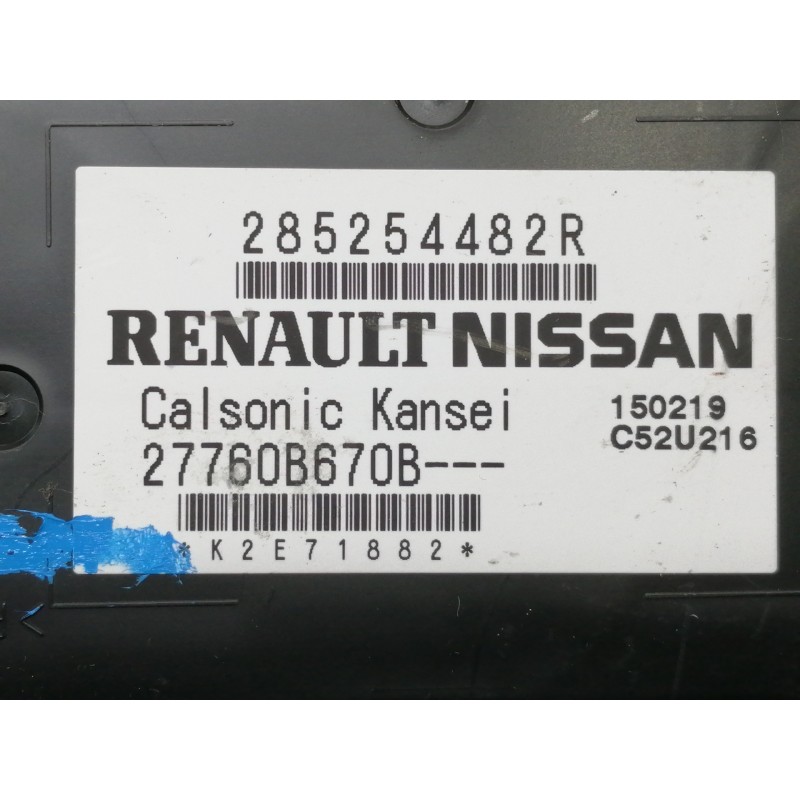 285254482R
RENAULT NISSAN
Calsonic Kansei
150219
27760B670B---
C52U216
*K2E71882*